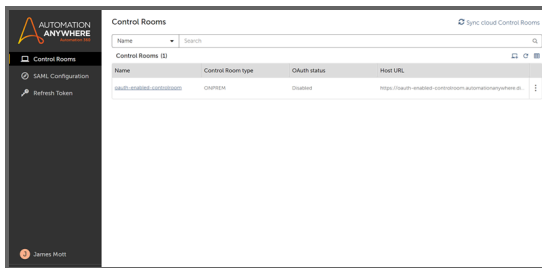 AUTOMATION
ANYWHERE
Automation 360
Control Rooms
SAML Configuration
Refresh Token
James Mott
Control Rooms
Sync cloud Control Rooms
Name
Search
Control Rooms (1)
Name Control Room type OAuth status Host URL
oauth-enabled-controlroom ONPREM Disabled https://oauth-enabled-controlroom.automationanywhere.di...
J